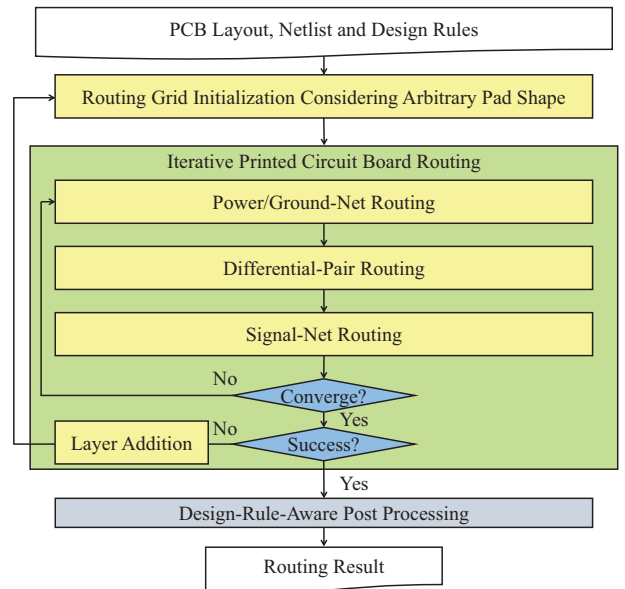 PCB Layout, Netlist and Design Rules
Routing Grid Initialization Considering Arbitrary Pad Shape
Iterative Printed Circuit Board Routing
Power/Ground-Net Routing
Differential-Pair Routing
Signal-Net Routing
No
Converge?
Yes
Layer Addition
No
Success?
Yes
Design-Rule-Aware Post Processing
Routing Result